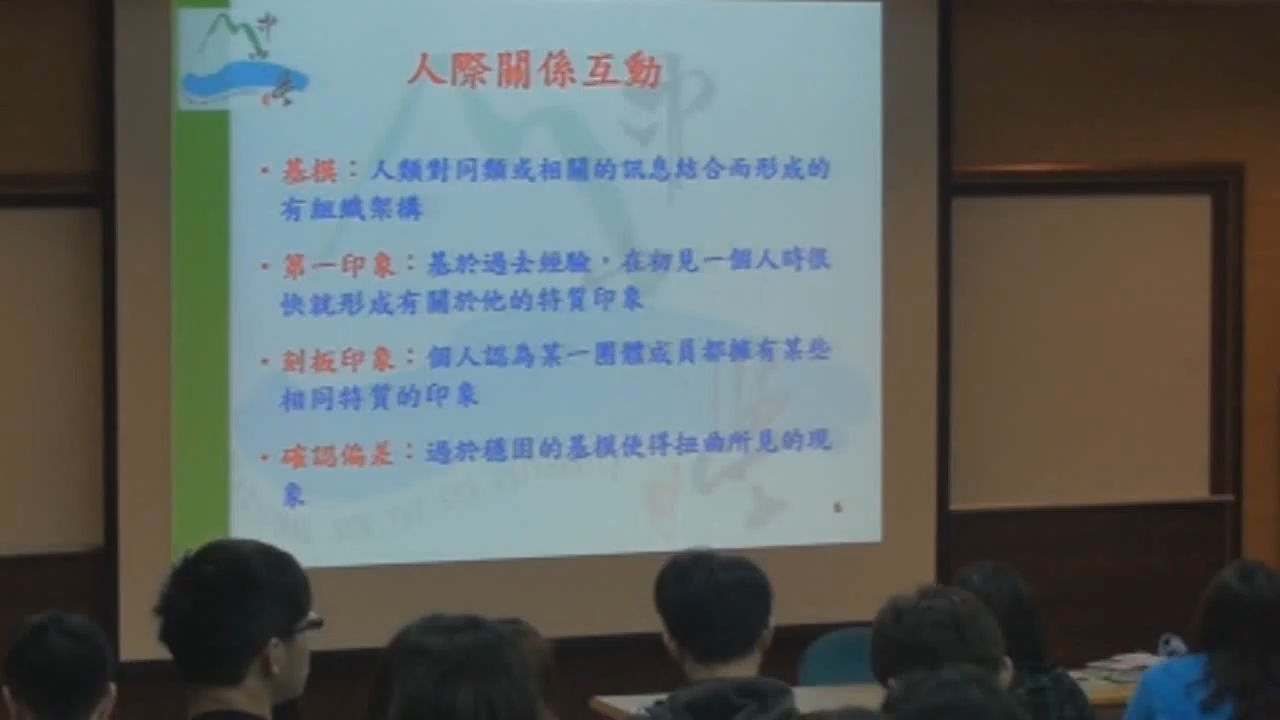 人際關係互動
• 基模：人類對同類或相關的訊息結合而形成的
有組織架構
• 第一印象：基於過去經驗，在初見一個人時很
快就形成有關於他的特質印象
• 刻板印象：個人認為某一團體成員都擁有某些
相同特質的印象
• 確認偏差：過於穩固的基模使得扭曲所見的現
象